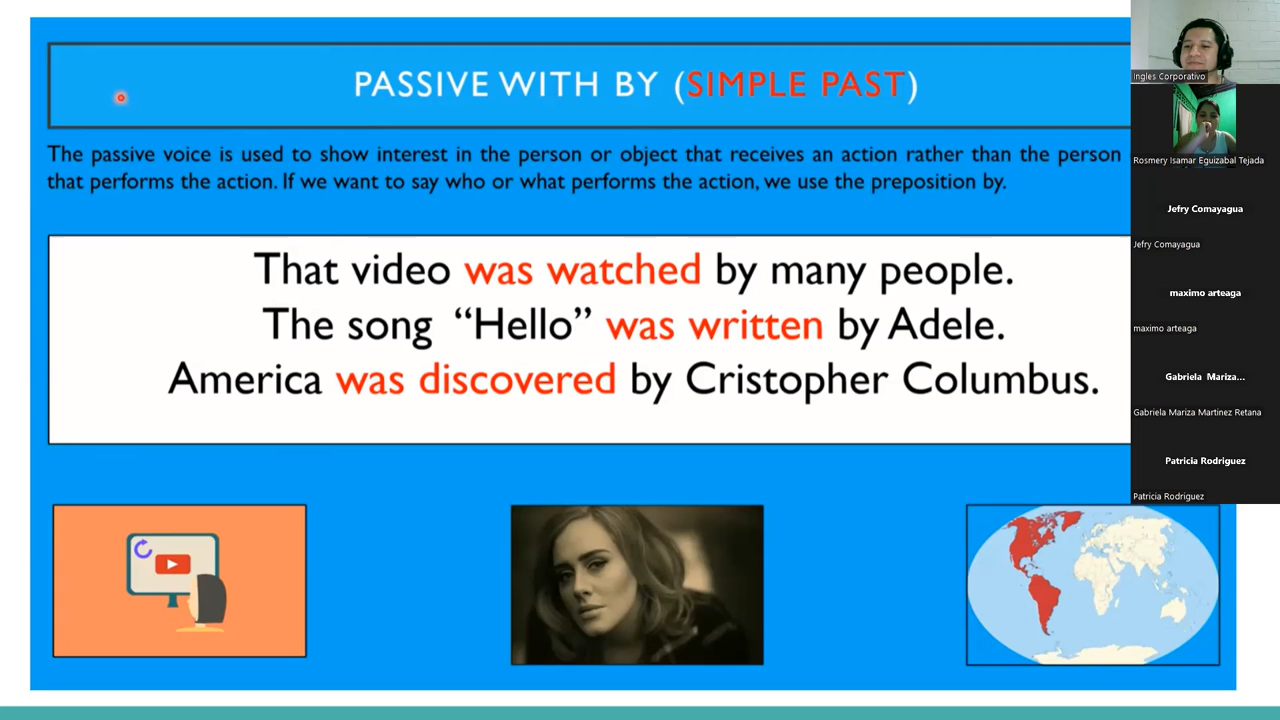 PASSIVE WITH BY (SIMPLE PAST)
The passive voice is used to show interest in the person or object that receives an action rather than the person
that performs the action. If we want to say who or what performs the action, we use the preposition by.
That video was watched by many people.
The song “Hello” was written by Adele.
America was discovered by Cristopher Columbus.
Ingles Corporativo
Rosmery Isamar Eguizabal Tejada
Jefry Comayagua
Jefry Comayagua
maximo arteaga
maximo arteaga
Gabriela Mariza...
Gabriela Mariza Martinez Retana
Patricia Rodriguez
Patricia Rodriguez